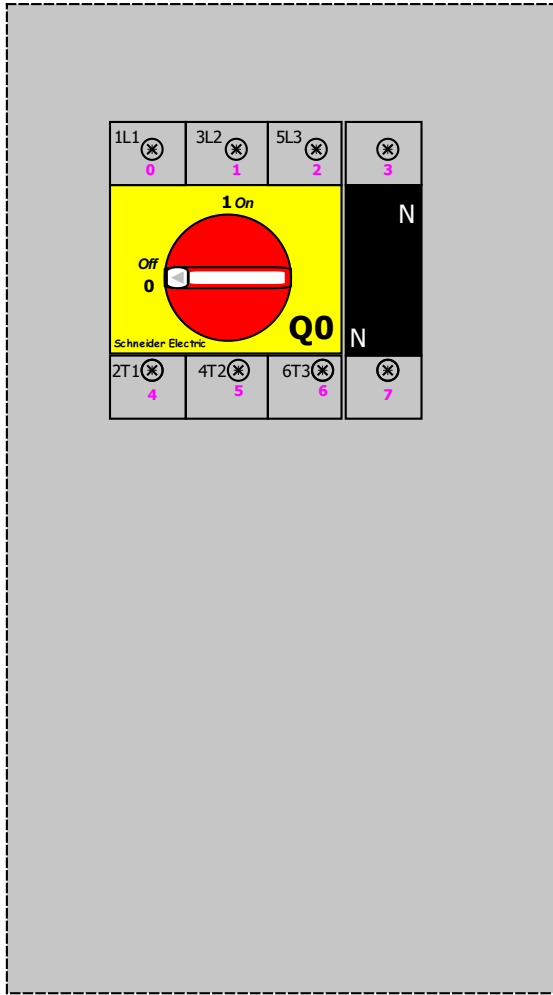 1L1 3L2 5L3
0 1 2 3
1 On
N
Off
0
Q0
Schneider Electric
N
2T1 4T2 6T3
4 5 6 7